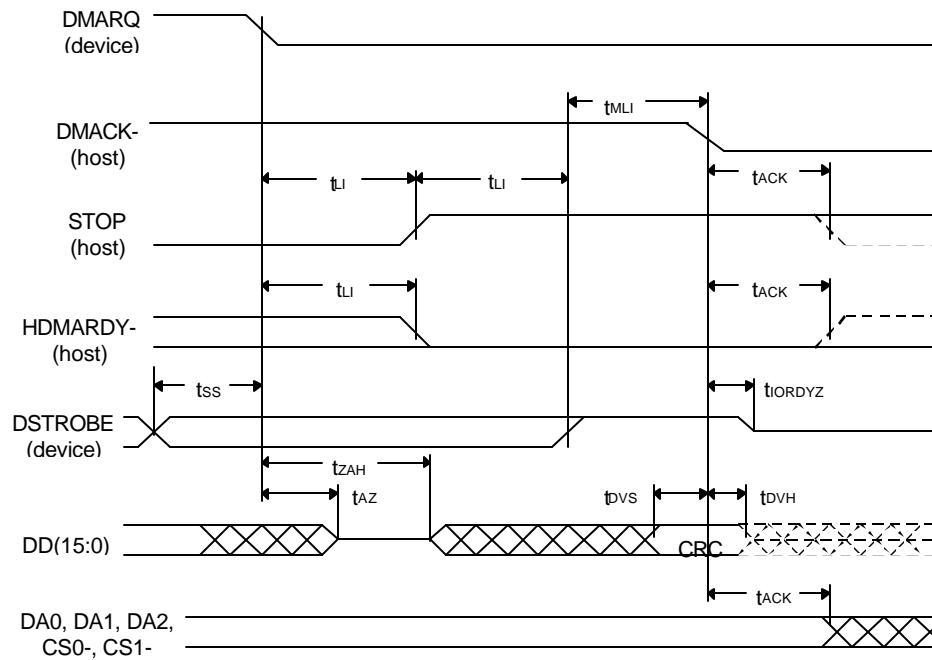 DMARQ
(device)
tMLI
DMACK-
(host)
tLI tLI tACK
STOP
(host)
tLI tACK
HDMARDY-
(host)
tSS tIORDYZ
DSTROBE
(device)
tZAH
tAZ tDVS tDVH
DD(15:0)
CRC
tACK
DA0, DA1, DA2,
CS0-, CS1-